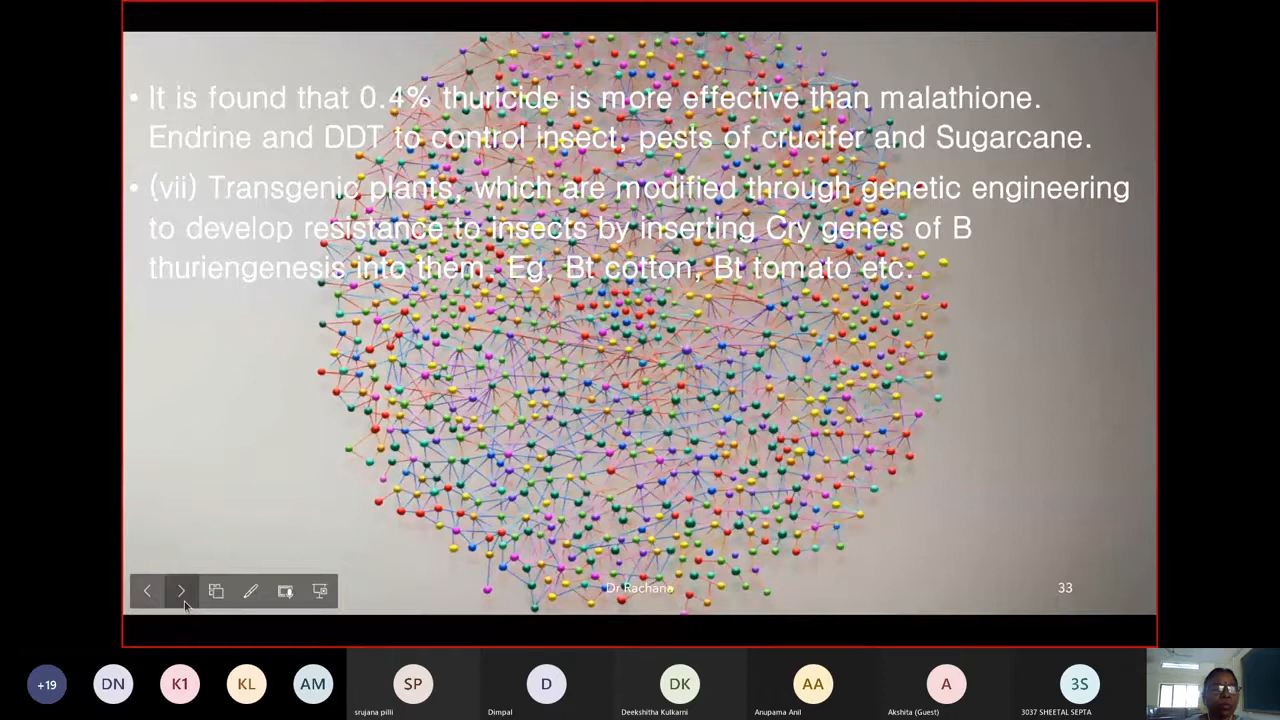 • It is found that 0.4% thuricide is more effective than malathione.
Endrine and DDT to control insect, pests of crucifer and Sugarcane.
• (vii) Transgenic plants, which are modified through genetic engineering
to develop resistance to insects by inserting Cry genes of B
thuriengenesis into them. Eg, Bt cotton, Bt tomato etc.
Dr Rachana
33
+19
DN
K1
KL
AM
SP
D
DK
AA
A
3S
srujana pilli
Dimpal
Deekshitha Kulkarni
Anupama Anil
Akshita (Guest)
3037 SHEETAL SEPTA